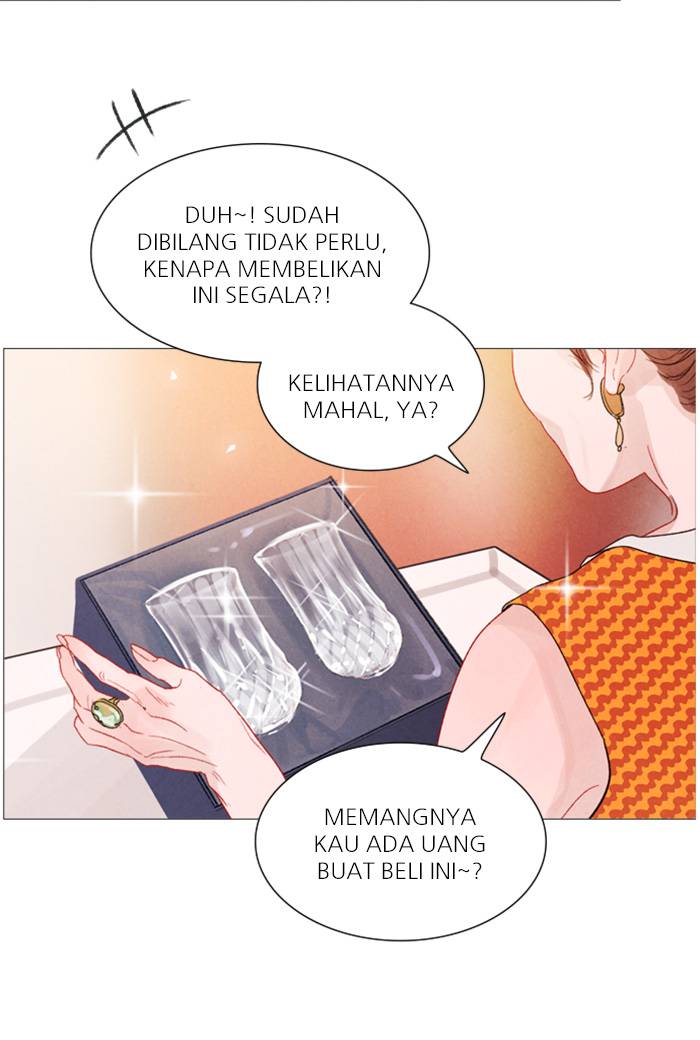 DUH~! SUDAH
DIBILANG TIDAK PERLU,
KENAPA MEMBELIKAN
INI SEGALA?!
KELIHATANNYA
MAHAL, YA?
MEMANGNYA
KAU ADA UANG
BUAT BELI INI~?